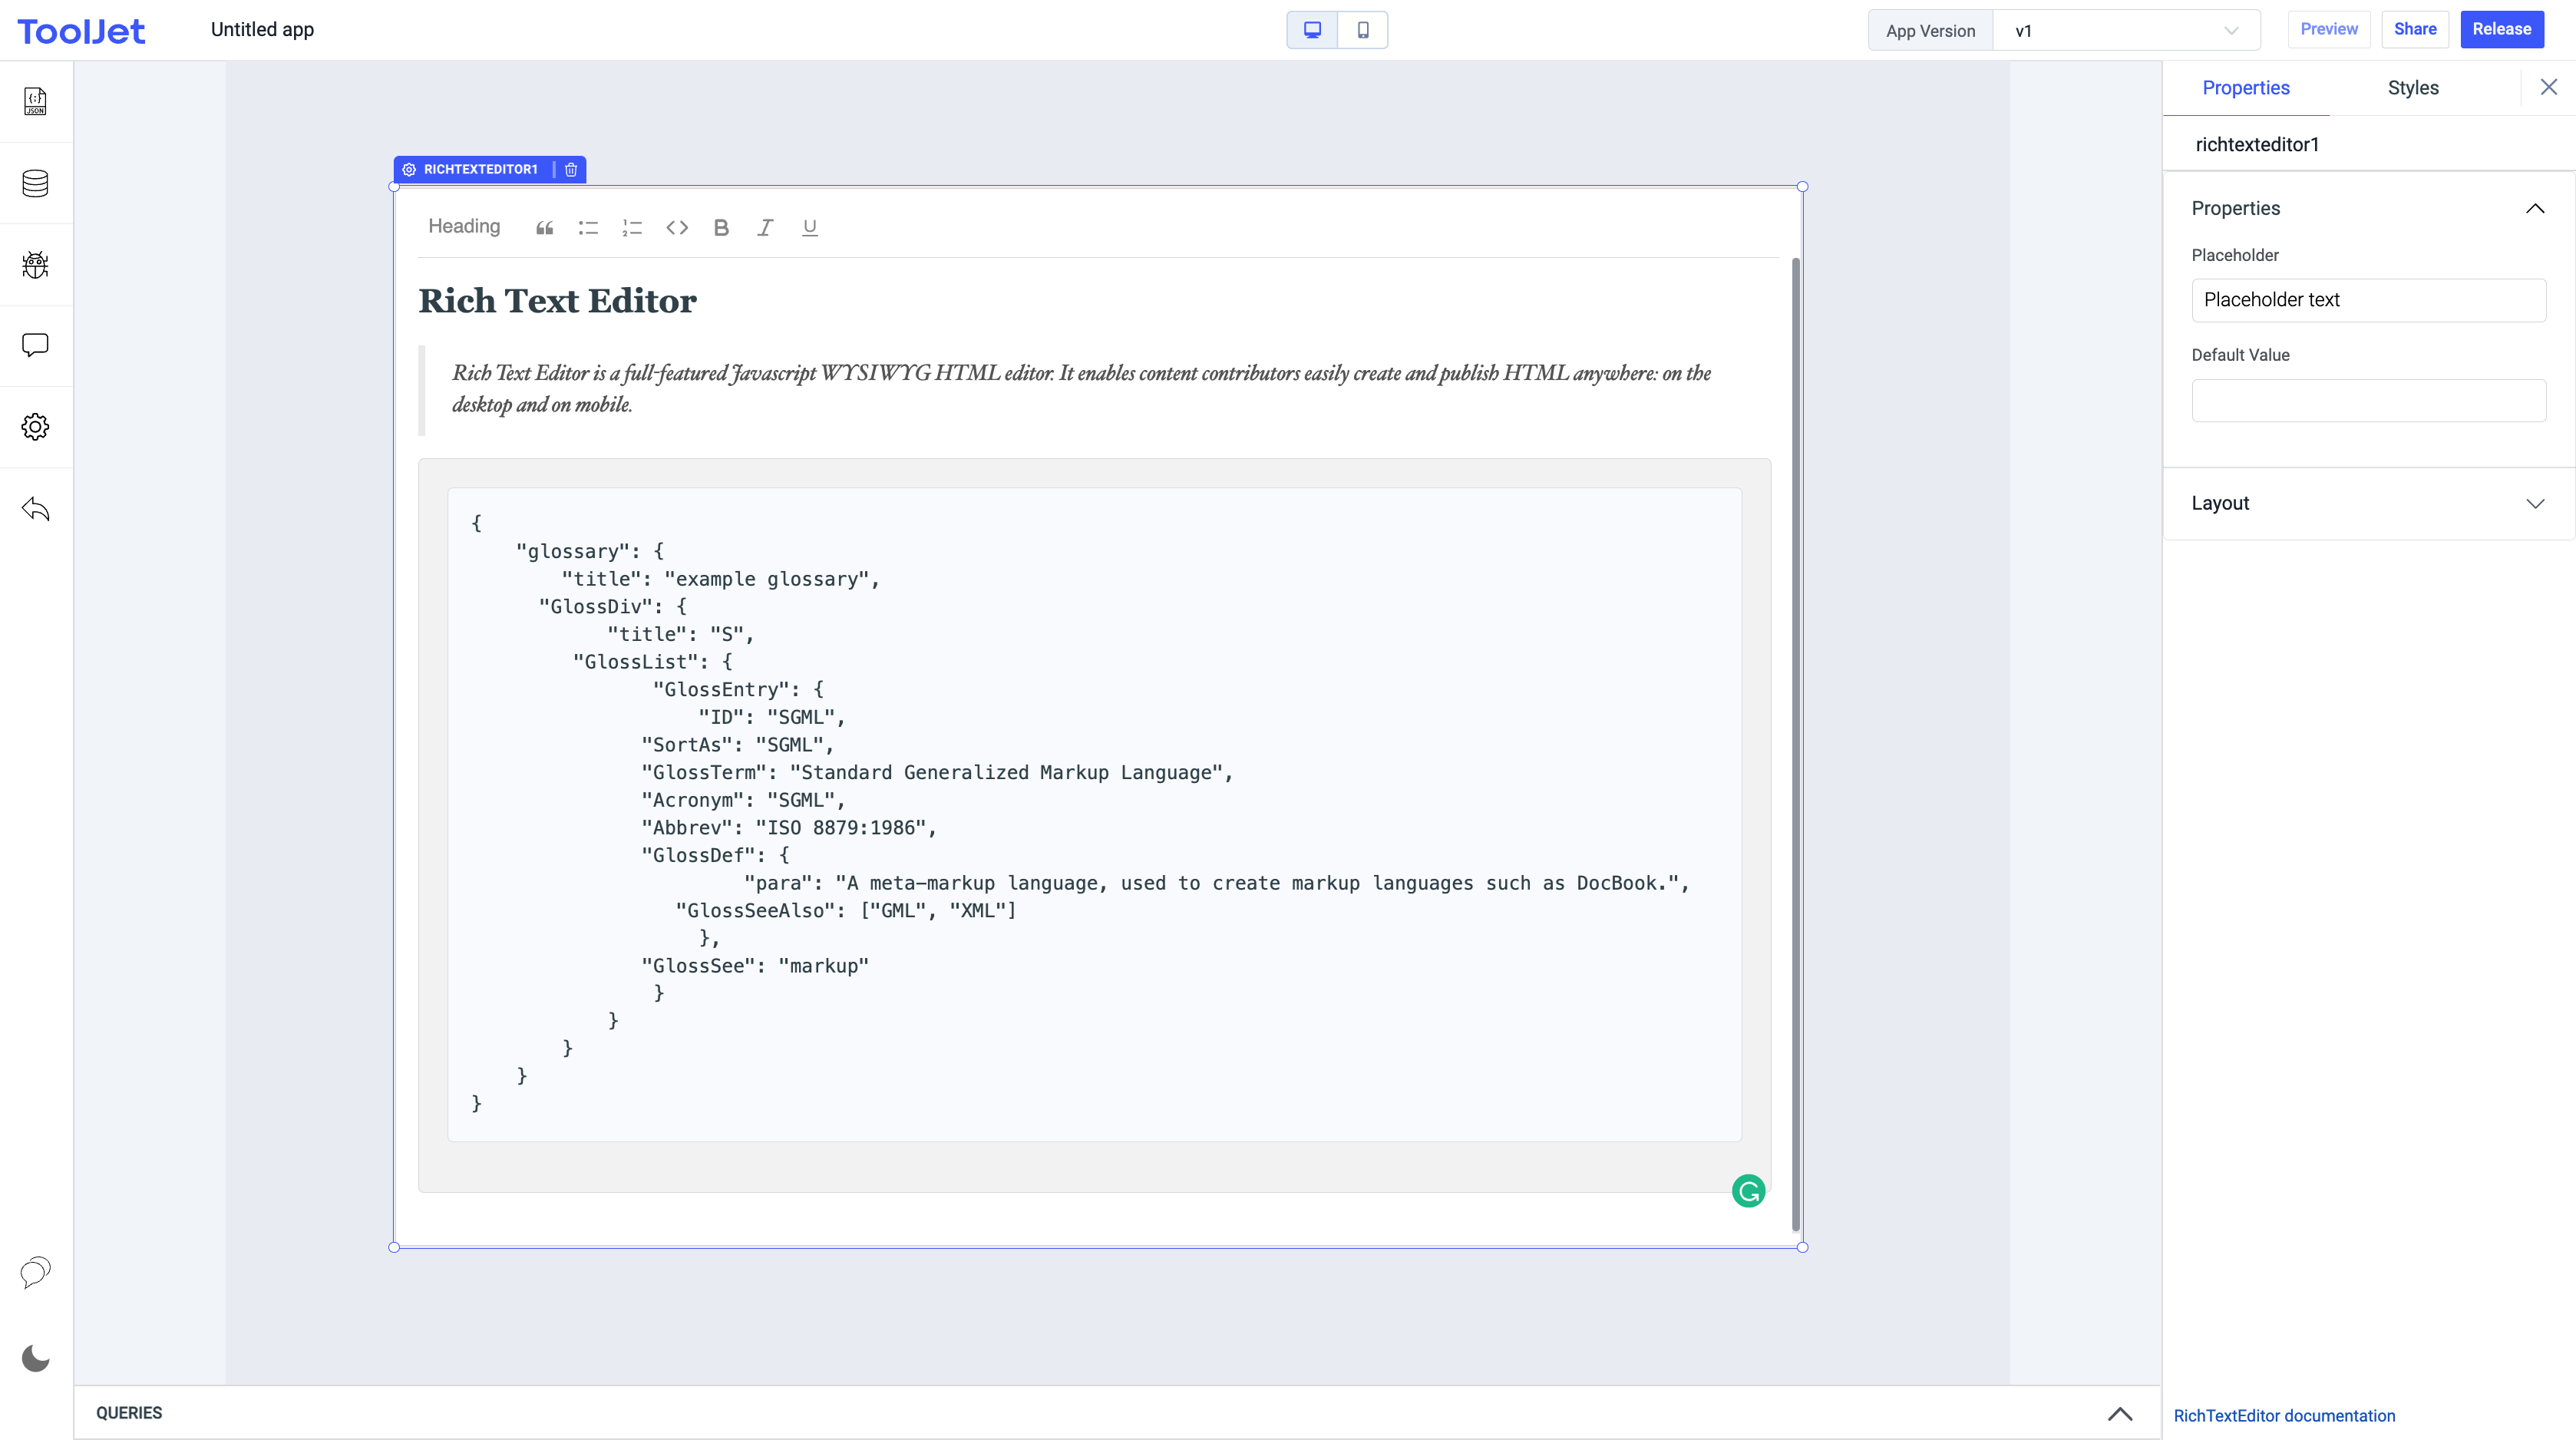 ToolJet
Untitled app
App Version
v1
Preview
Share
Release
JSON
RICHTEXTEDITOR1
Heading
B I U
Rich Text Editor
Rich Text Editor is a full-featured Javascript WYSIWYG HTML editor. It enables content contributors easily create and publish HTML anywhere: on the
desktop and on mobile.
{
"glossary": {
"title": "example glossary",
"GlossDiv": {
"title": "S",
"GlossList": {
"GlossEntry": {
"ID": "SGML",
"SortAs": "SGML",
"GlossTerm": "Standard Generalized Markup Language",
"Acronym": "SGML",
"Abbrev": "ISO 8879:1986",
"GlossDef": {
"para": "A meta-markup language, used to create markup languages such as DocBook.",
"GlossSeeAlso": ["GML", "XML"]
},
"GlossSee": "markup"
}
}
}
}
}
QUERIES
Properties
Styles
richtexteditor1
Properties
Placeholder
Placeholder text
Default Value
Layout
RichTextEditor documentation